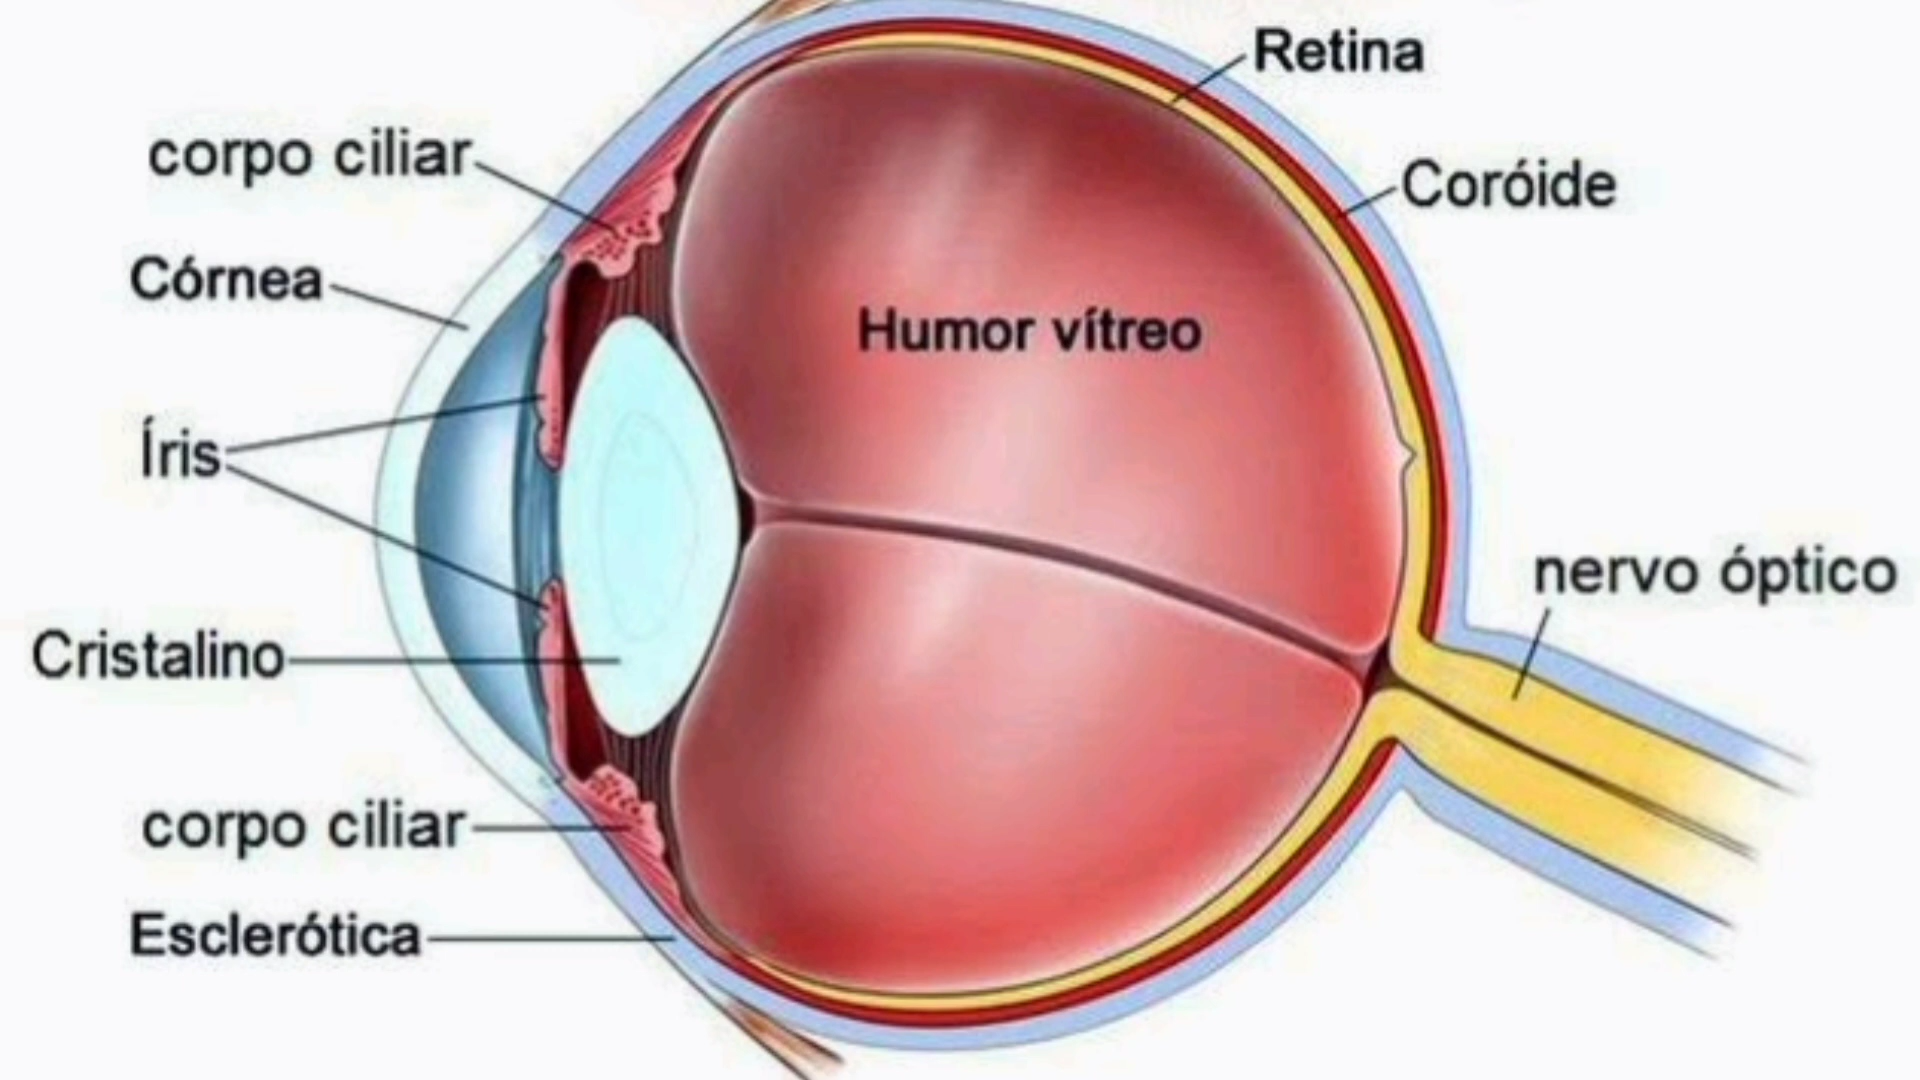 Retina
corpo ciliar
Coróide
Córnea
Humor vítreo
Íris
nervo óptico
Cristalino
corpo ciliar
Esclerótica